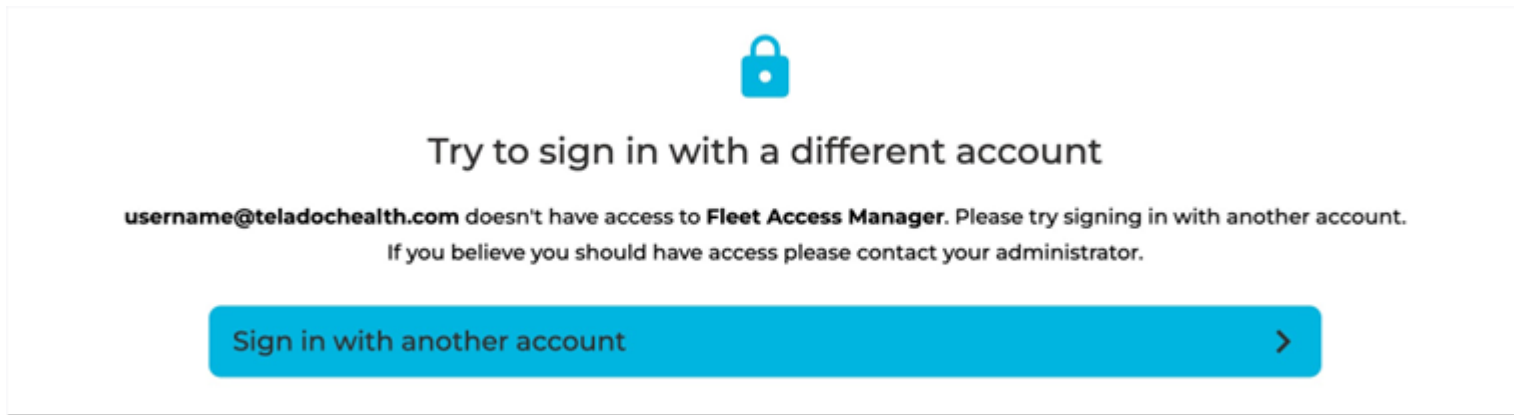 Try to sign in with a different account
username@teladochealth.com doesn't have access to Fleet Access Manager. Please try signing in with another account.
If you believe you should have access please contact your administrator.
Sign in with another account